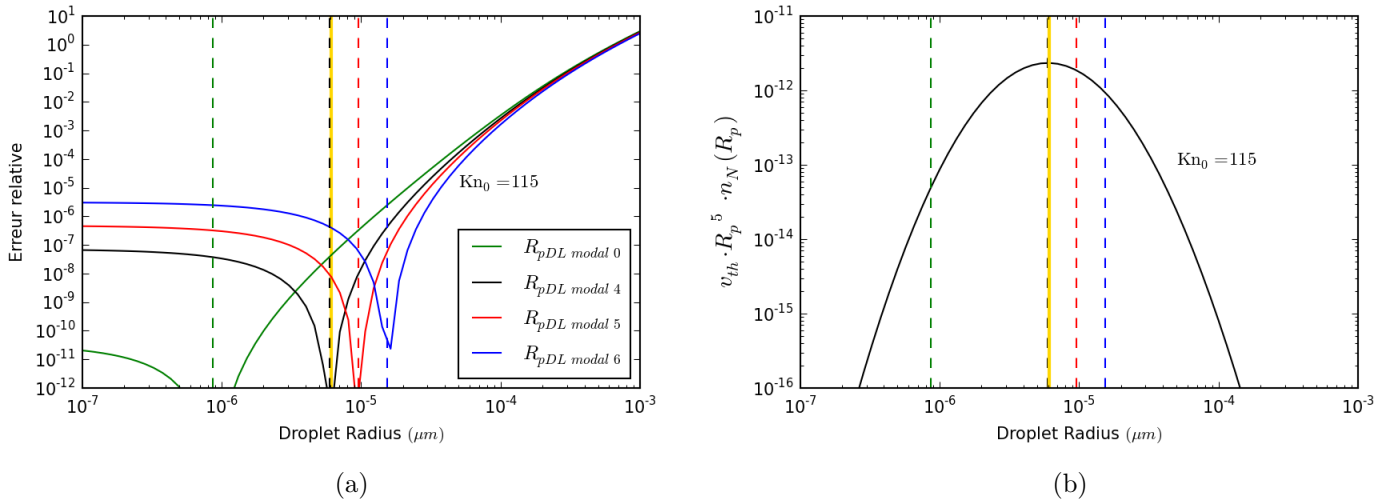 Erreur relative
10^1
10^0
10^-1
10^-2
10^-3
10^-4
10^-5
10^-6
10^-7
10^-8
10^-9
10^-10
10^-11
10^-12
10^-7 10^-6 10^-5 10^-4 10^-3
Droplet Radius (μm)
Kn_0 =115
R_pDL modal 0
R_pDL modal 4
R_pDL modal 5
R_pDL modal 6
(a)
v_th · R_p^5 · n_N(R_p)
10^-11
10^-12
10^-13
10^-14
10^-15
10^-16
10^-7 10^-6 10^-5 10^-4 10^-3
Droplet Radius (μm)
Kn_0 =115
(b)